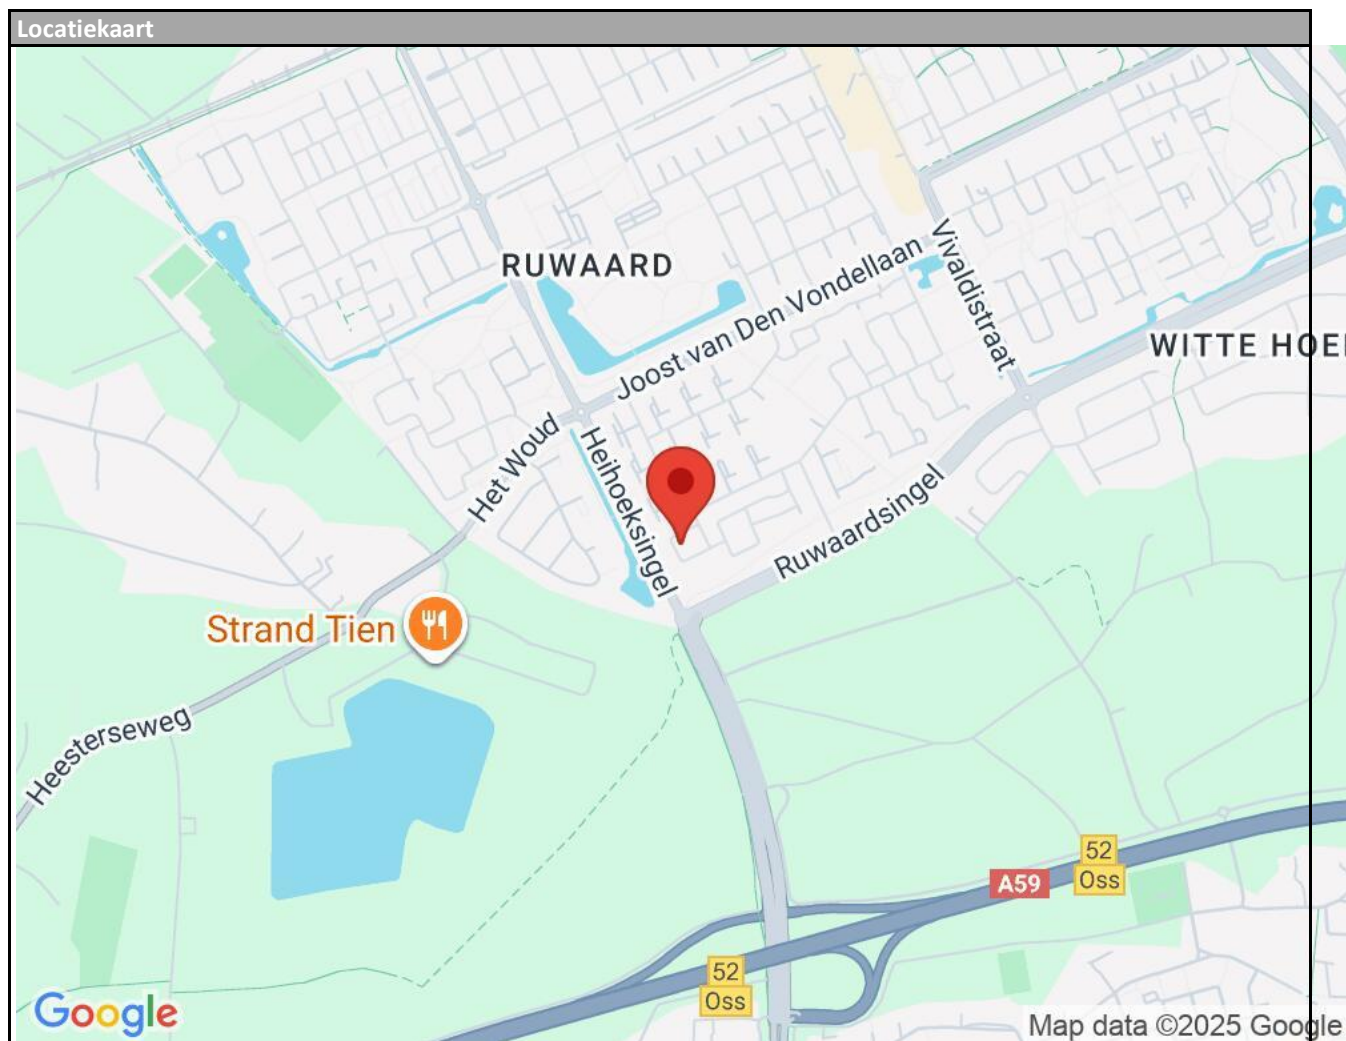 Locatiekaart
RUWAARD
Joost van Den Vondellaan
Vivaldistraat
WITTE HOE
Het Woud
Heihoeksingel
Ruwaardsingel
Strand Tien
Heesterseweg
52
Oss
A59
52
Oss
Google
Map data ©2025 Google